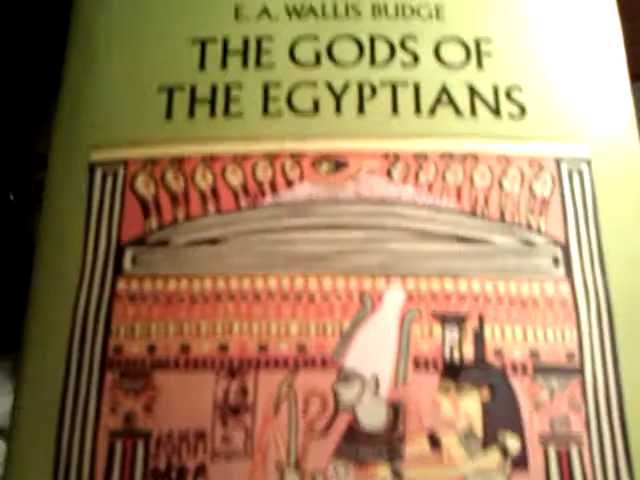 E. A. WALLIS BUDGE
THE GODS OF
THE EGYPTIANS